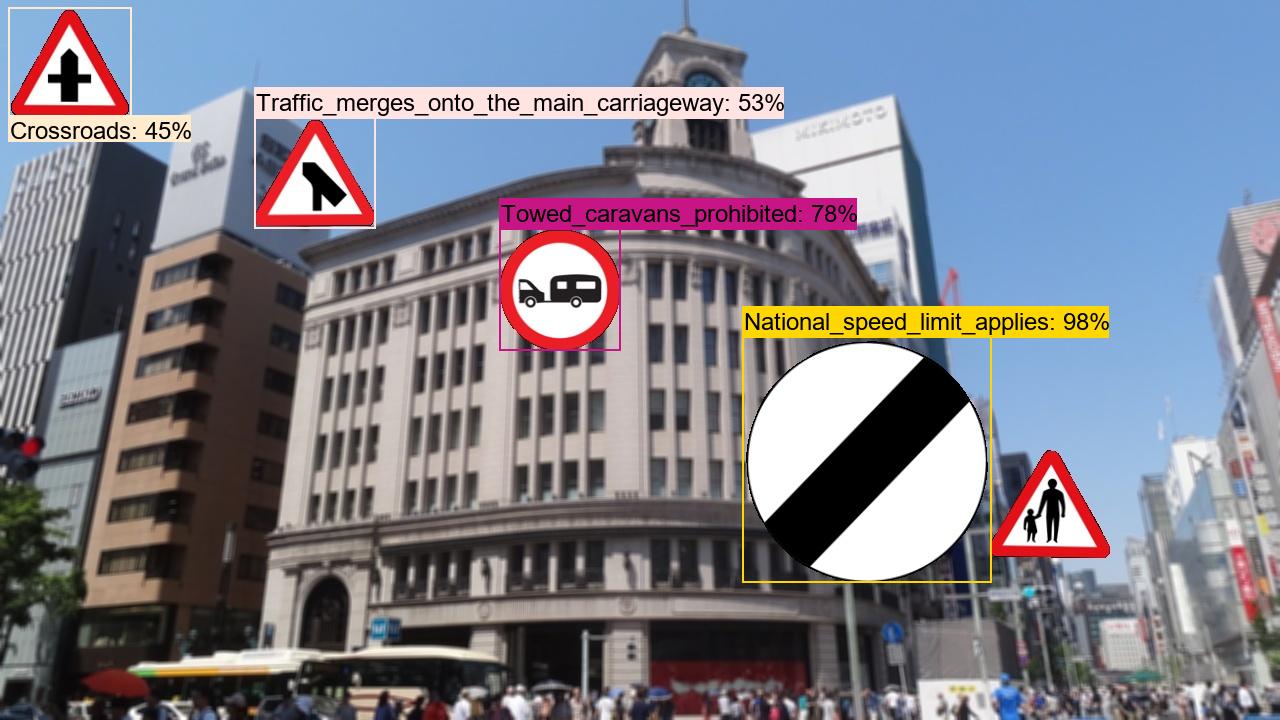 Crossroads: 45%
Traffic_merges_onto_the_main_carriageway: 53%
MIKIMOTO
Towed_caravans_prohibited: 78%
National_speed_limit_applies: 98%